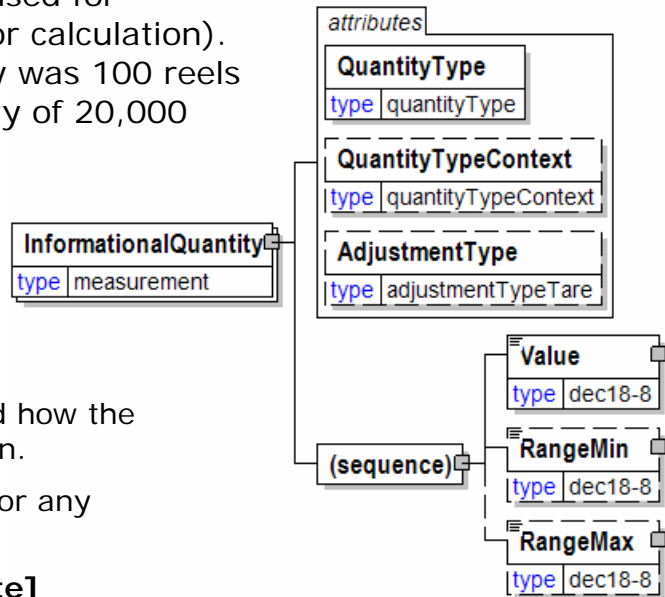 sed for
or calculation).
y was 100 reels
y of 20,000
attributes
QuantityType
type quantityType
QuantityTypeContext
type quantityTypeContext
AdjustmentType
type adjustmentTypeTare
InformationalQuantity
type measurement
d how the
n.
or any
te]
(sequence)
Value
type dec18-8
RangeMin
type dec18-8
RangeMax
type dec18-8